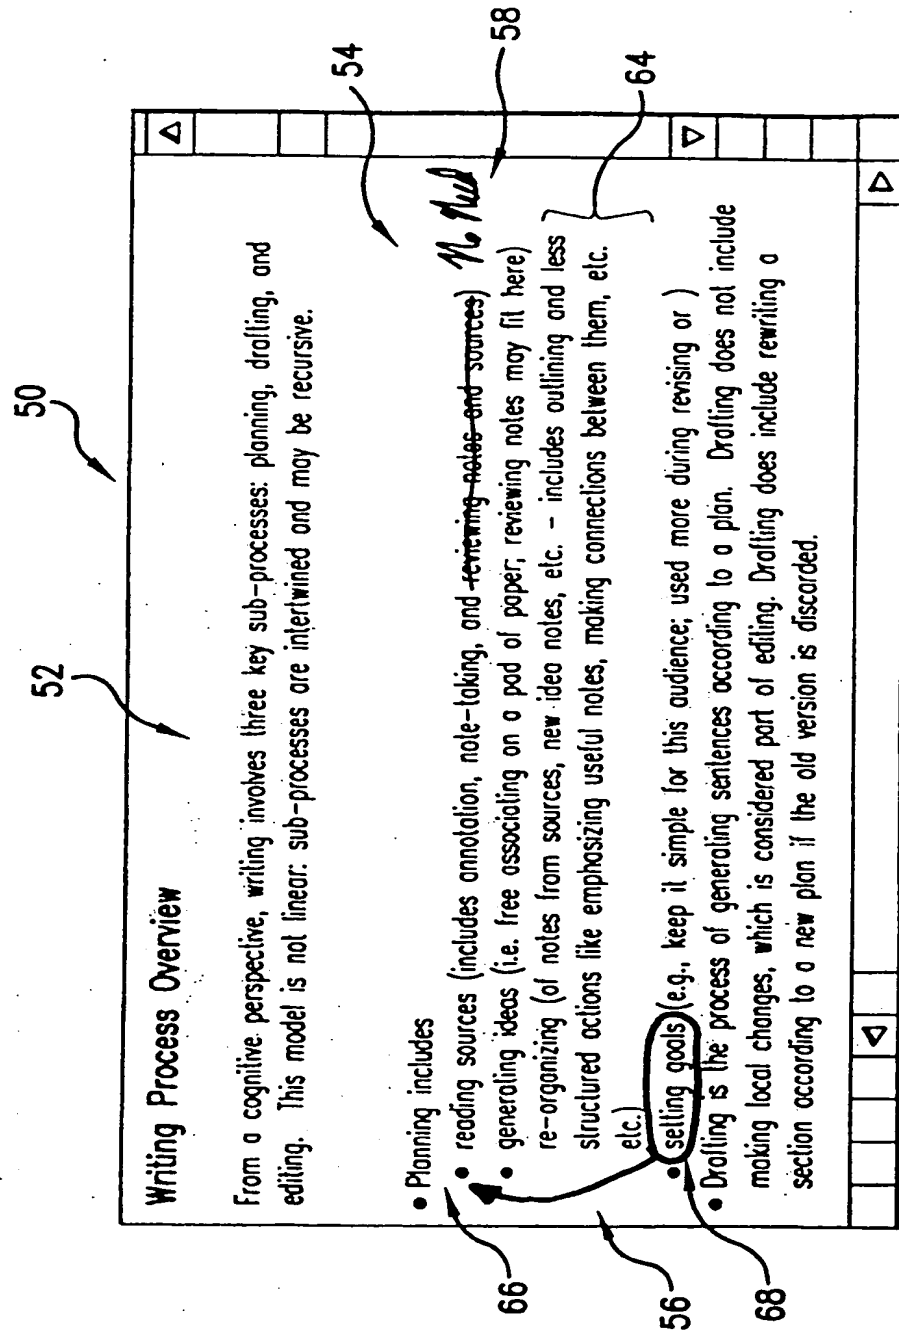 50
52
54
58
64
Writing Process Overview
From a cognitive perspective, writing involves three key sub-processes: planning, drafting, and
editing. This model is not linear: sub-processes are intertwined and may be recursive.
• Planning includes
• reading sources (includes annotation, note-taking, and reviewing notes and sources)
• generating ideas (i.e. free associating on a pad of paper; reviewing notes may fit here)
re-organizing (of notes from sources, new idea notes, etc. - includes outlining and less
structured actions like emphasizing useful notes, making connections between them, etc.
etc.)
• setting goals (e.g., keep it simple for this audience; used more during revising or )
• Drafting is the process of generating sentences according to a plan. Drafting does not include
making local changes, which is considered part of editing. Drafting does include rewriting a
section according to a new plan if the old version is discarded.
66
56
68